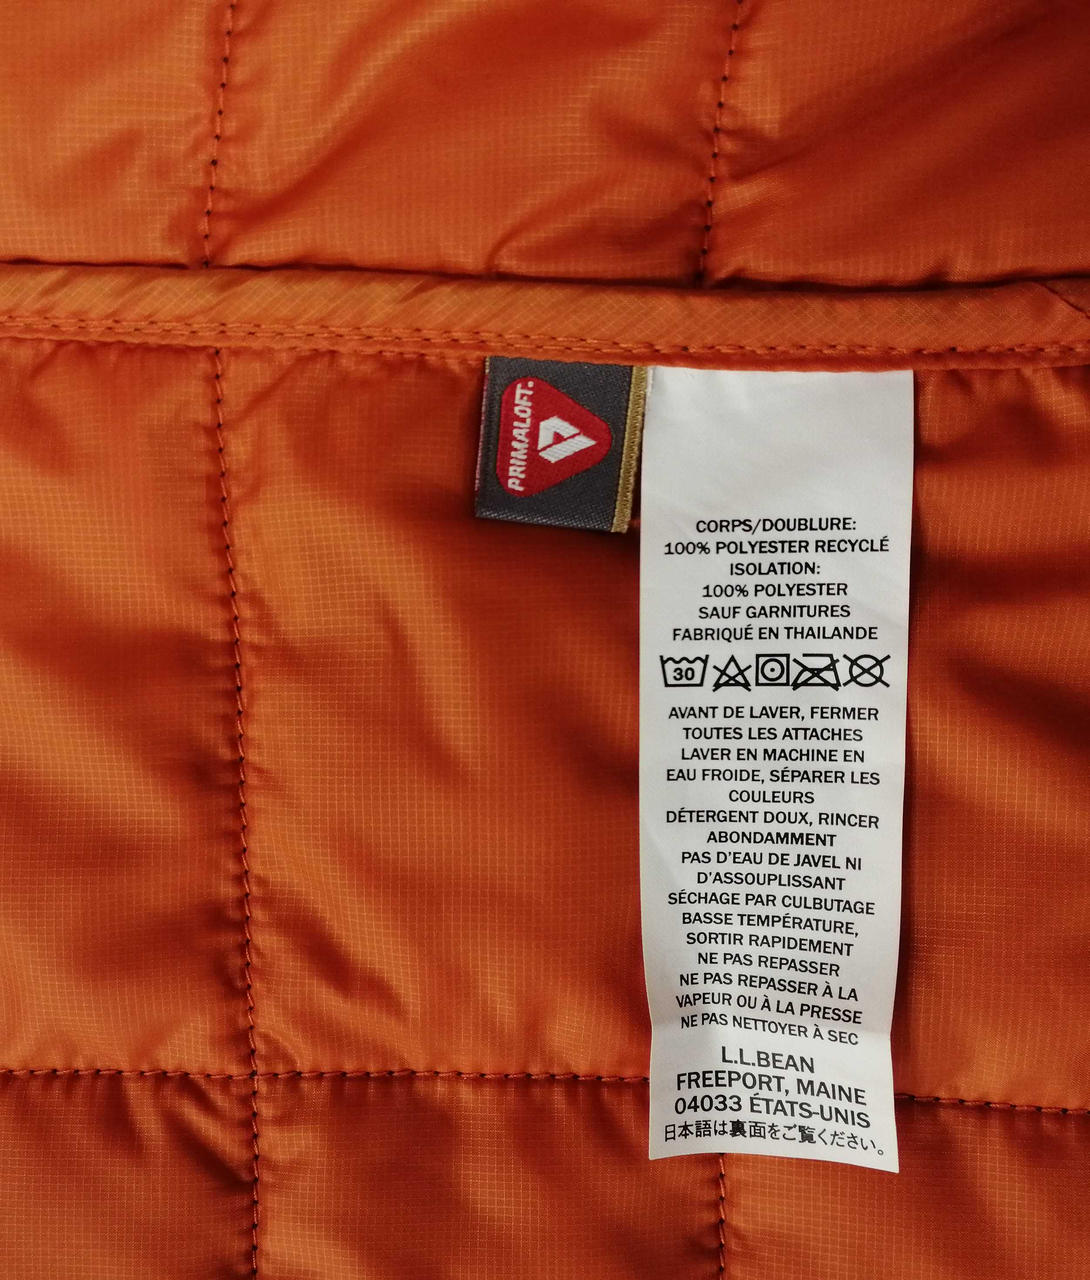 PRIMALOFT.
CORPS/DOUBLURE:
100% POLYESTER RECYCLÉ
ISOLATION:
100% POLYESTER
SAUF GARNITURES
FABRIQUÉ EN THAILANDE
30
AVANT DE LAVER, FERMER
TOUTES LES ATTACHES
LAVER EN MACHINE EN
EAU FROIDE, SÉPARER LES
COULEURS
DÉTERGENT DOUX, RINCER
ABONDAMMENT
PAS D'EAU DE JAVEL NI
D'ASSOUPLISSANT
SÉCHAGE PAR CULBUTAGE
BASSE TEMPÉRATURE,
SORTIR RAPIDEMENT
NE PAS REPASSER
NE PAS REPASSER À LA
VAPEUR OU À LA PRESSE
NE PAS NETTOYER À SEC
L.L.BEAN
FREEPORT, MAINE
04033 ÉTATS-UNIS
日本語は裏面をご覧ください。